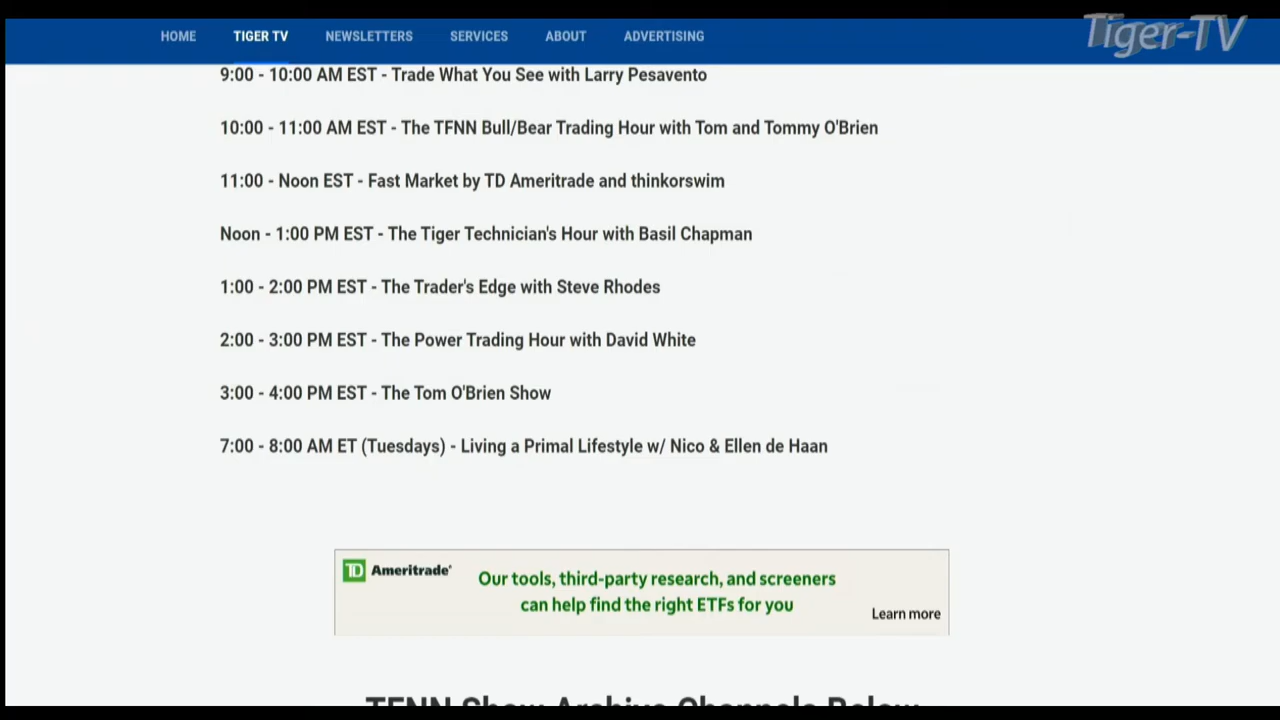 HOME TIGER TV NEWSLETTERS SERVICES ABOUT ADVERTISING
Tiger-TV
9:00 - 10:00 AM EST - Trade What You See with Larry Pesavento
10:00 - 11:00 AM EST - The TFNN Bull/Bear Trading Hour with Tom and Tommy O'Brien
11:00 - Noon EST - Fast Market by TD Ameritrade and thinkorswim
Noon - 1:00 PM EST - The Tiger Technician's Hour with Basil Chapman
1:00 - 2:00 PM EST - The Trader's Edge with Steve Rhodes
2:00 - 3:00 PM EST - The Power Trading Hour with David White
3:00 - 4:00 PM EST - The Tom O'Brien Show
7:00 - 8:00 AM ET (Tuesdays) - Living a Primal Lifestyle w/ Nico & Ellen de Haan
TD Ameritrade
Our tools, third-party research, and screeners
can help find the right ETFs for you
Learn more
TFNN Show Archive Channels Below